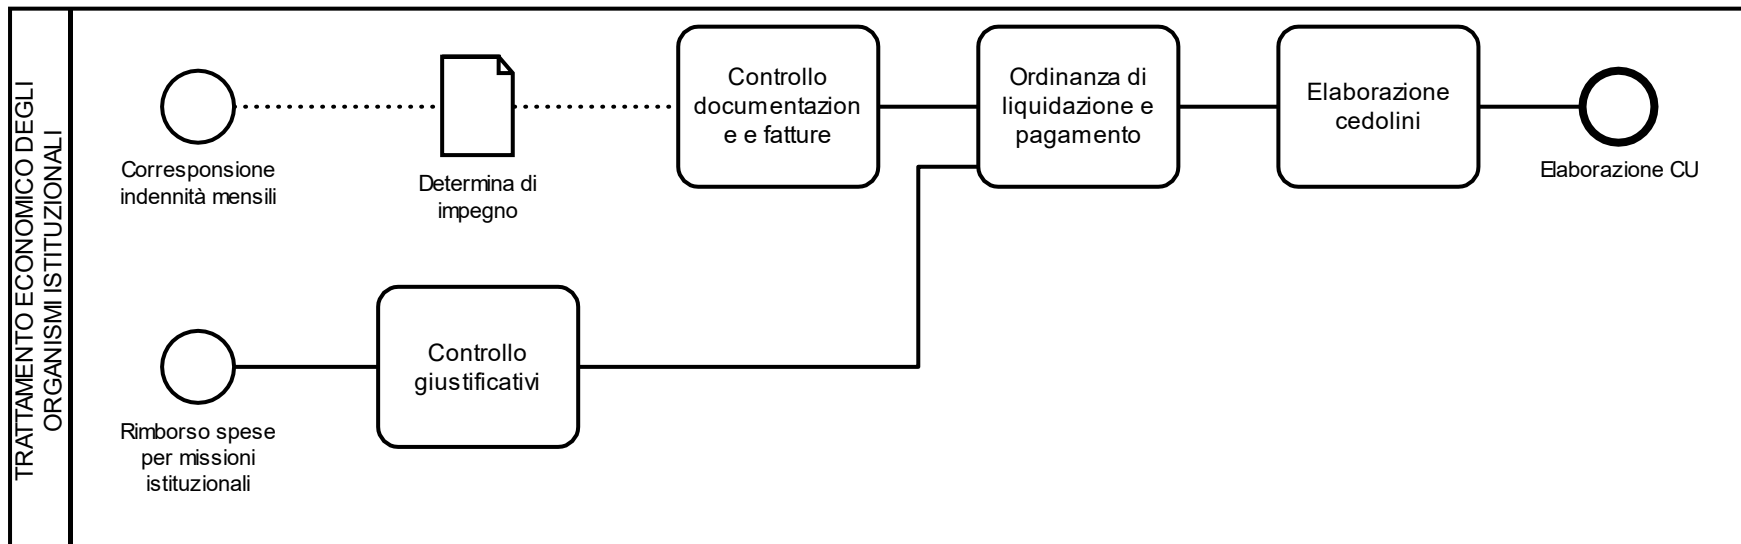 TRATTAMENTO ECONOMICO DEGLI
ORGANISMI ISTITUZIONALI
Corresponsione
indennità mensili
Determina di
impegno
Controllo
documentazion
e e fatture
Ordinanza di
liquidazione e
pagamento
Elaborazione
cedolini
Elaborazione CU
Rimborso spese
per missioni
istituzionali
Controllo
giustificativi